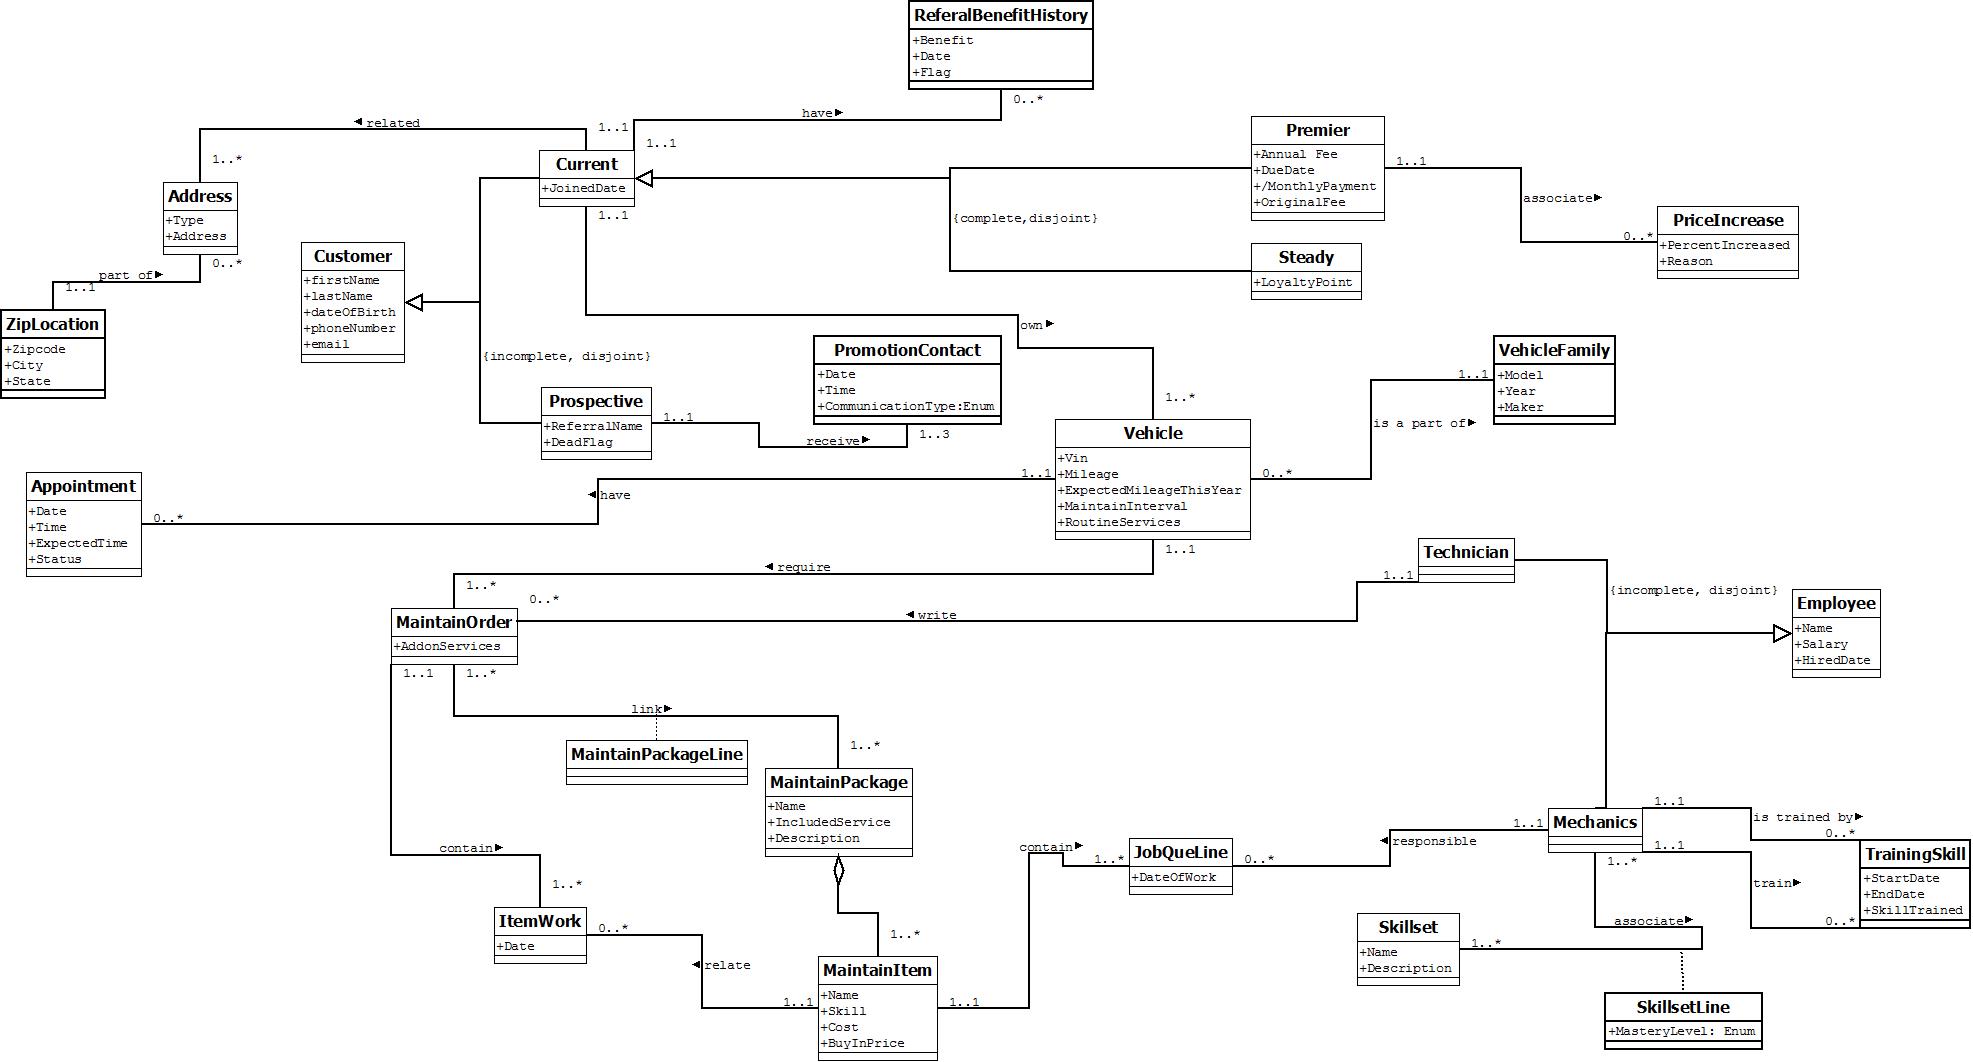 ReferalBenefitHistory
+Benefit
+Date
+Flag
0..*
have
related
1..1
1..1
1..*
Current
+JoinedDate
1..1
Premier
+Annual Fee
+DueDate
+/MonthlyPayment
+OriginalFee
1..1
associate
0..*
PriceIncrease
+PercentIncreased
+Reason
{complete,disjoint}
Steady
+LoyaltyPoint
Address
+Type
+Address
0..*
part of
1..1
ZipLocation
+Zipcode
+City
+State
Customer
+firstName
+lastName
+dateOfBirth
+phoneNumber
+email
{incomplete, disjoint}
own
PromotionContact
+Date
+Time
+CommunicationType:Enum
1..3
receive
Prospective
+ReferralName
+DeadFlag
1..1
VehicleFamily
+Model
+Year
+Maker
1..1
is a part of
1..*
Vehicle
+Vin
+Mileage
+ExpectedMileageThisYear
+MaintainInterval
+RoutineServices
0..*
1..1
have
1..1
Appointment
+Date
+Time
+ExpectedTime
+Status
0..*
require
1..*
0..*
write
1..1
Technician
{incomplete, disjoint}
Employee
+Name
+Salary
+HiredDate
MaintainOrder
+AddonServices
1..1
1..*
link
MaintainPackageLine
1..*
MaintainPackage
+Name
+IncludedService
+Description
contain
1..*
ItemWork
+Date
0..*
relate
1..1
1..*
MaintainItem
+Name
+Skill
+Cost
+BuyInPrice
1..1
contain
1..*
JobQueLine
+DateOfWork
0..*
responsible
1..1
Mechanics
1..1
is trained by
0..*
1..1
train
0..*
TrainingSkill
+StartDate
+EndDate
+SkillTrained
1..*
associate
1..*
Skillset
+Name
+Description
SkillsetLine
+MasteryLevel: Enum